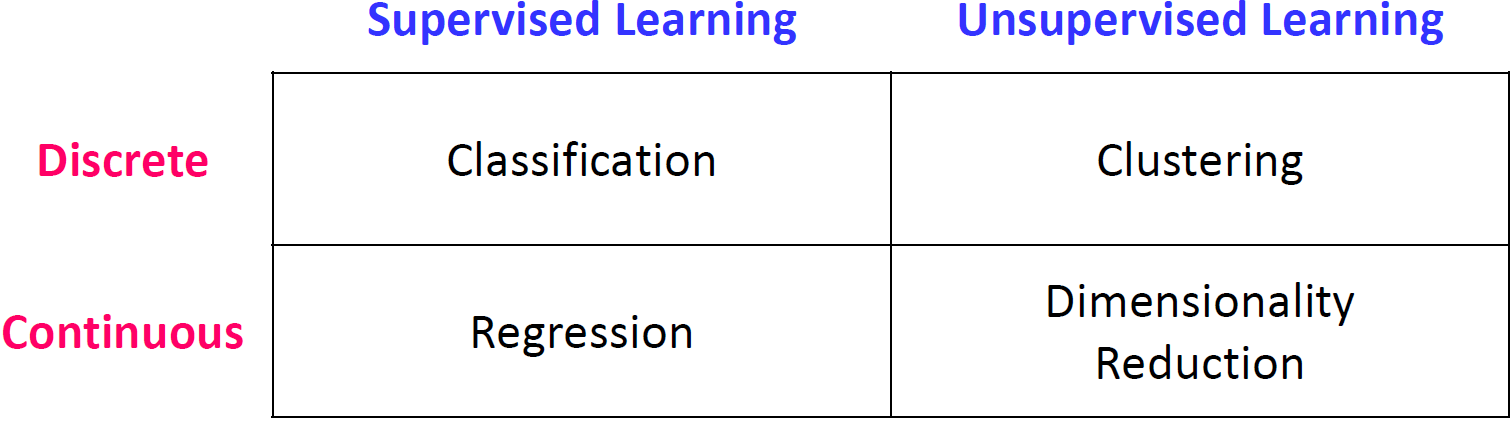 Supervised Learning Unsupervised Learning
Discrete Classification Clustering
Continuous Regression Dimensionality
Reduction